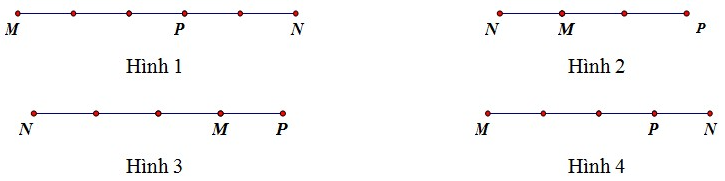 M P N
Hình 1
N M P
Hình 2
N M P
Hình 3
M P N
Hình 4